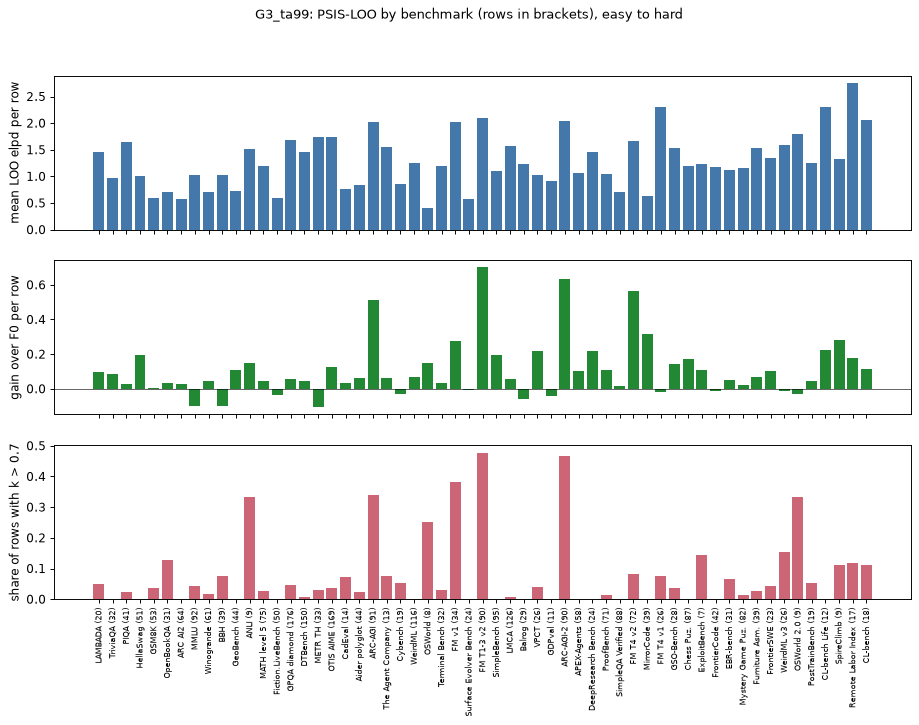 G3_ta99: PSIS-LOO by benchmark (rows in brackets), easy to hard
mean LOO elpd per row
2.5
2.0
1.5
1.0
0.5
0.0
gain over F0 per row
0.6
0.4
0.2
0.0
share of rows with k > 0.7
0.5
0.4
0.3
0.2
0.1
0.0
LAMBADA (20)
TriviaQA (32)
PIQA (41)
HellaSwag (51)
GSM8K (53)
OpenBookQA (31)
ARC AI2 (64)
MMLU (92)
Winogrande (61)
BBH (39)
GeoBench (44)
ANLI (9)
MATH level 5 (75)
Fiction LiveBench (50)
GPQA diamond (176)
DTBench (150)
METR TH (33)
OTIS AIME (169)
CadEval (14)
Aider polyglot (44)
ARC-AGI (91)
The Agent Company (13)
Cybench (19)
WeirdML (116)
OSWorld (8)
Terminal Bench (32)
FM v1 (34)
Surface Evolver Bench (24)
FM T1-3 v2 (90)
SimpleBench (95)
LMCA (126)
Balrog (29)
VPCT (26)
GDPval (11)
ARC-AGI-2 (90)
APEX-Agents (58)
DeepResearch Bench (24)
ProofBench (71)
SimpleQA Verified (88)
FM T4 v2 (72)
MirrorCode (39)
FM T4 v1 (26)
GSO-Bench (28)
Chess Puz. (87)
ExploitBench (7)
FrontierCode (42)
EBR-bench (31)
Mystery Game Puz. (82)
Furniture Asm. (39)
FrontierSWE (23)
WeirdML v3 (26)
OSWorld 2.0 (9)
PostTrainBench (19)
CL-bench Life (12)
SpireClimb (9)
Remote Labor Index (17)
CL-bench (18)